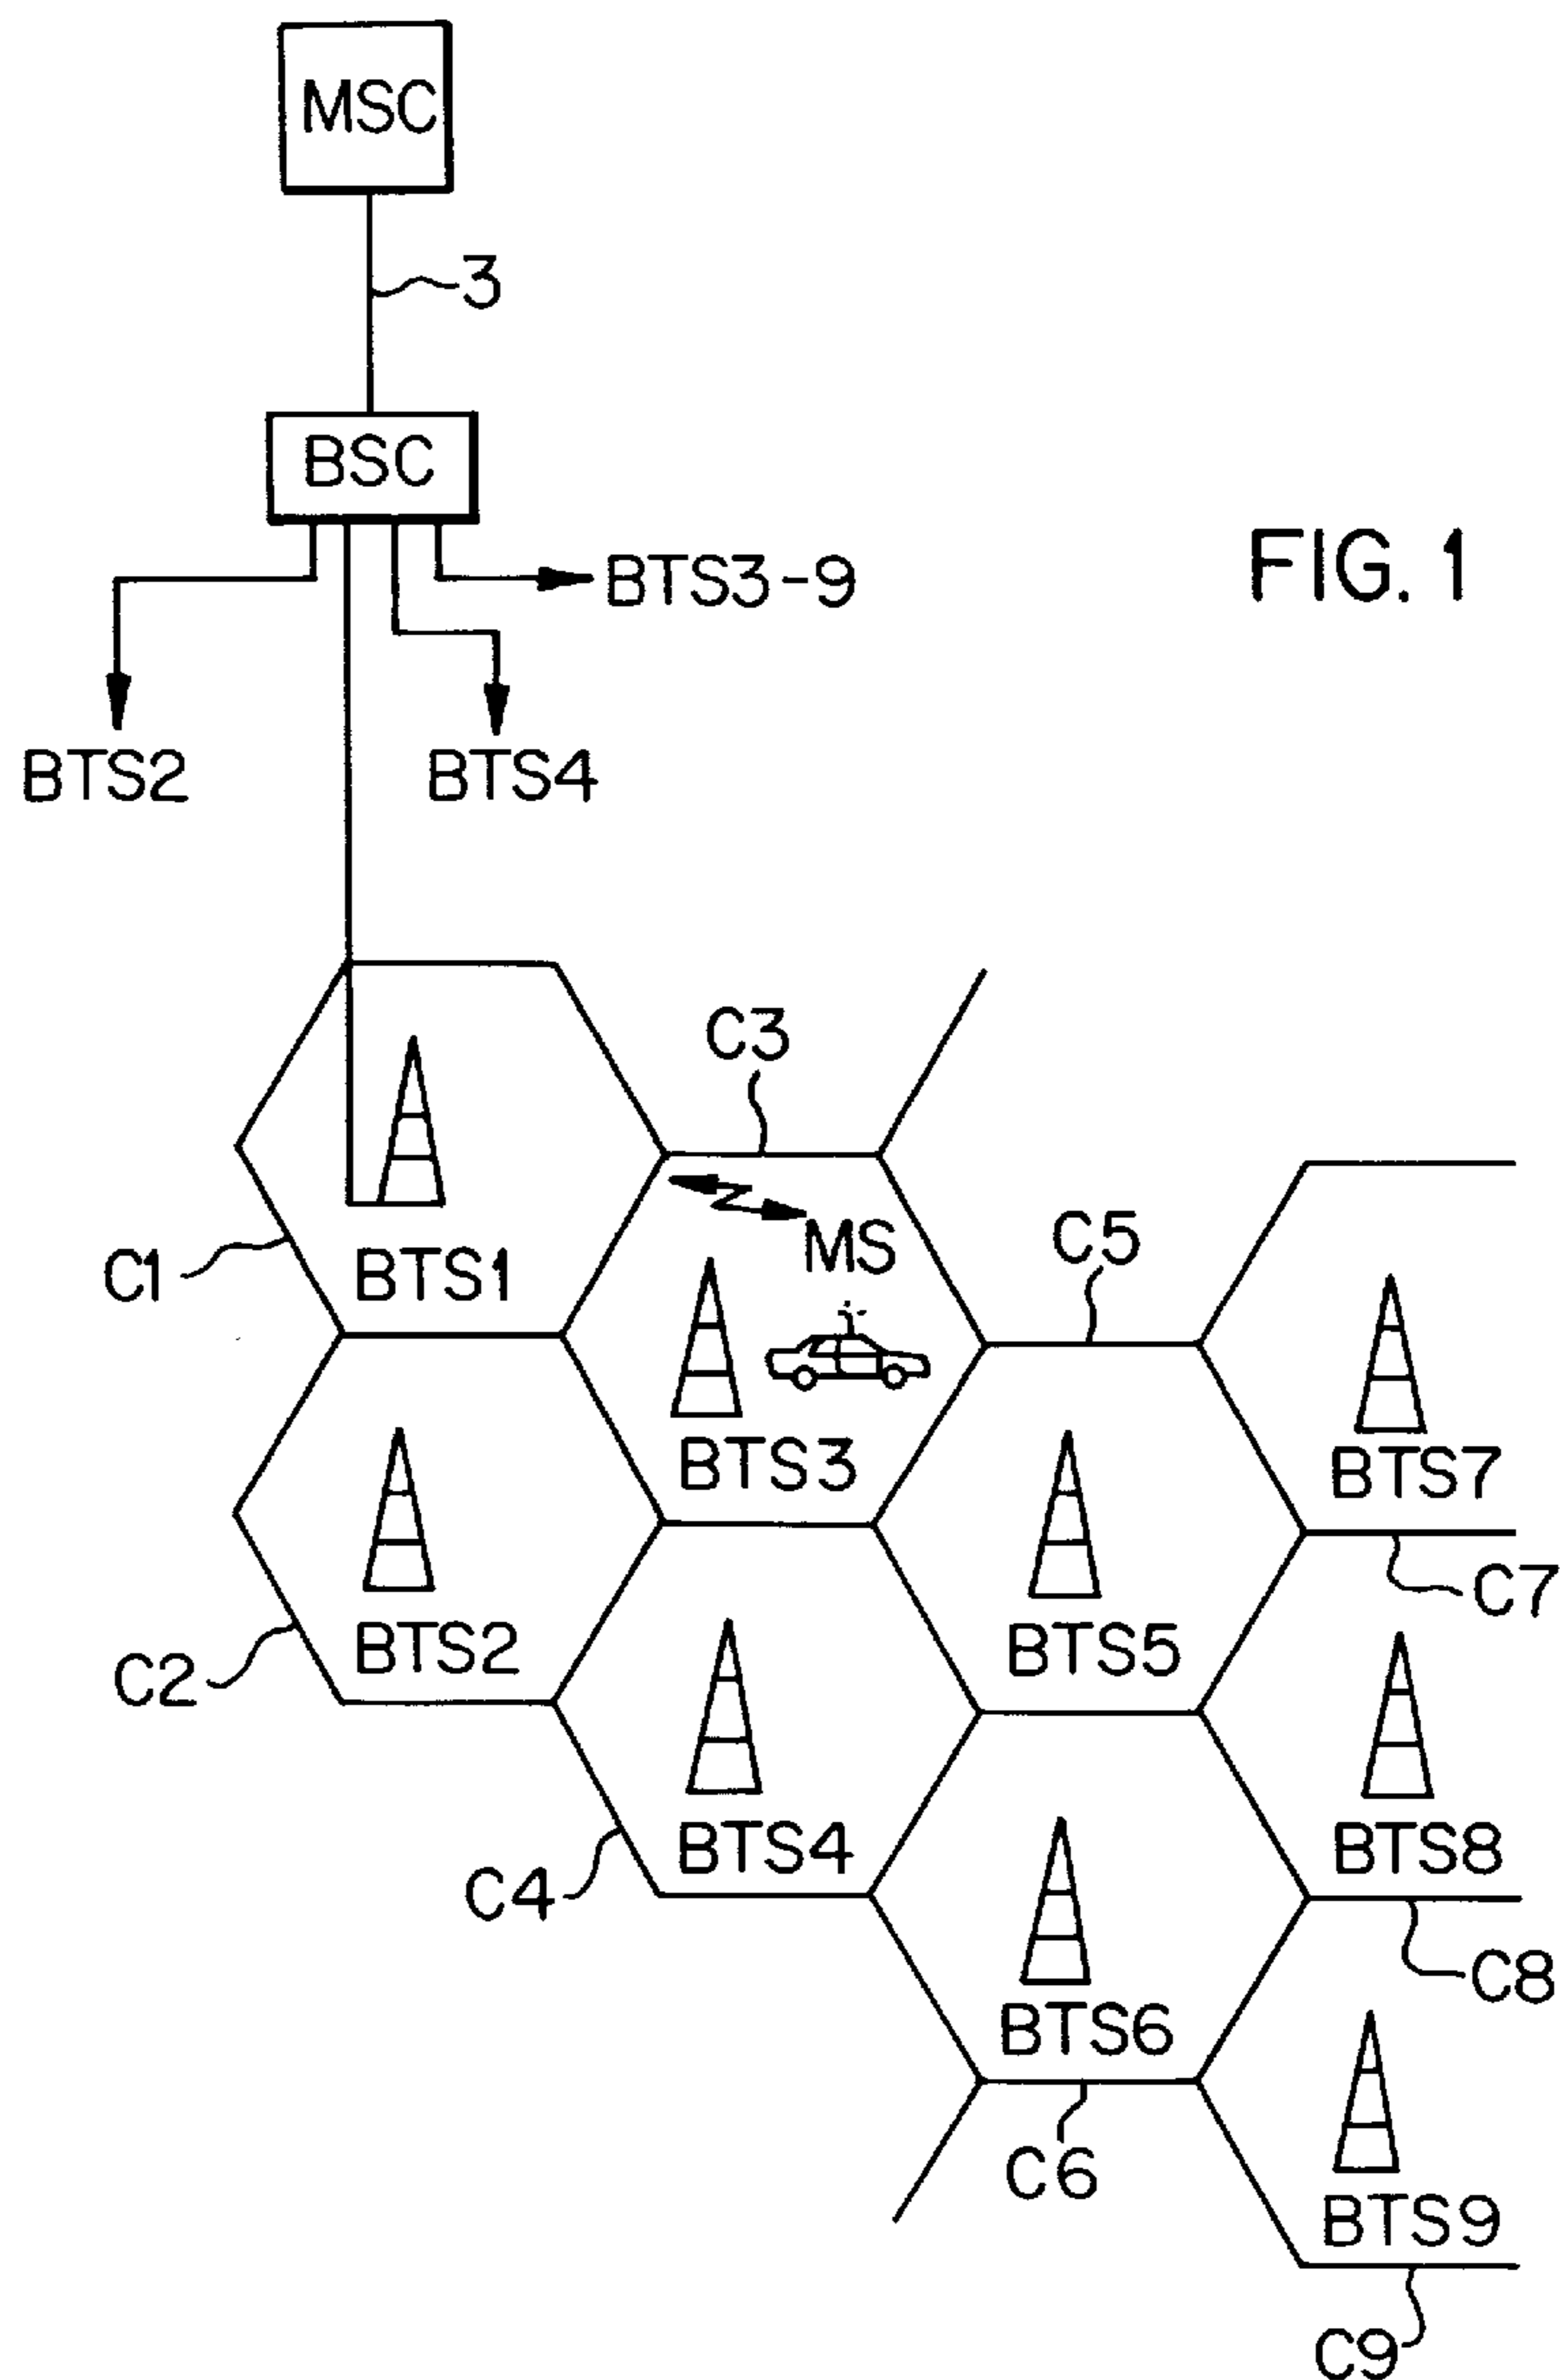 MSC
3
BSC
FIG. 1
BTS3-9
BTS2
BTS4
C3
MS
C5
C1
BTS1
BTS3
BTS7
C7
BTS2
BTS5
C2
BTS4
BTS8
C4
C8
BTS6
C6
BTS9
C9